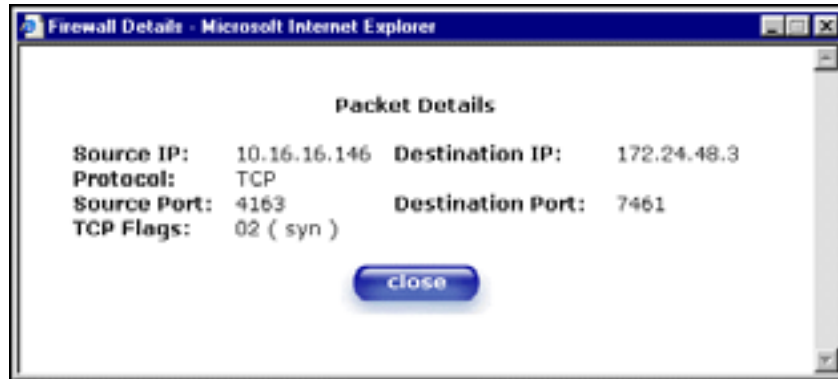 Firewall Details - Microsoft Internet Explorer
Packet Details
Source IP: 10.16.16.146 Destination IP: 172.24.48.3
Protocol: TCP
Source Port: 4163 Destination Port: 7461
TCP Flags: 02 ( syn )
close